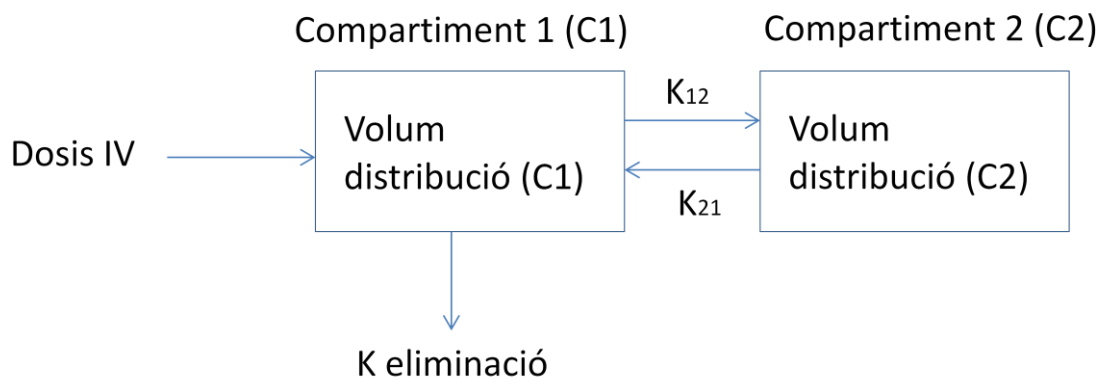 Compartiment 1 (C1)
Compartiment 2 (C2)
Dosis IV
Volum
distribució (C1)
K12
K21
Volum
distribució (C2)
K eliminació